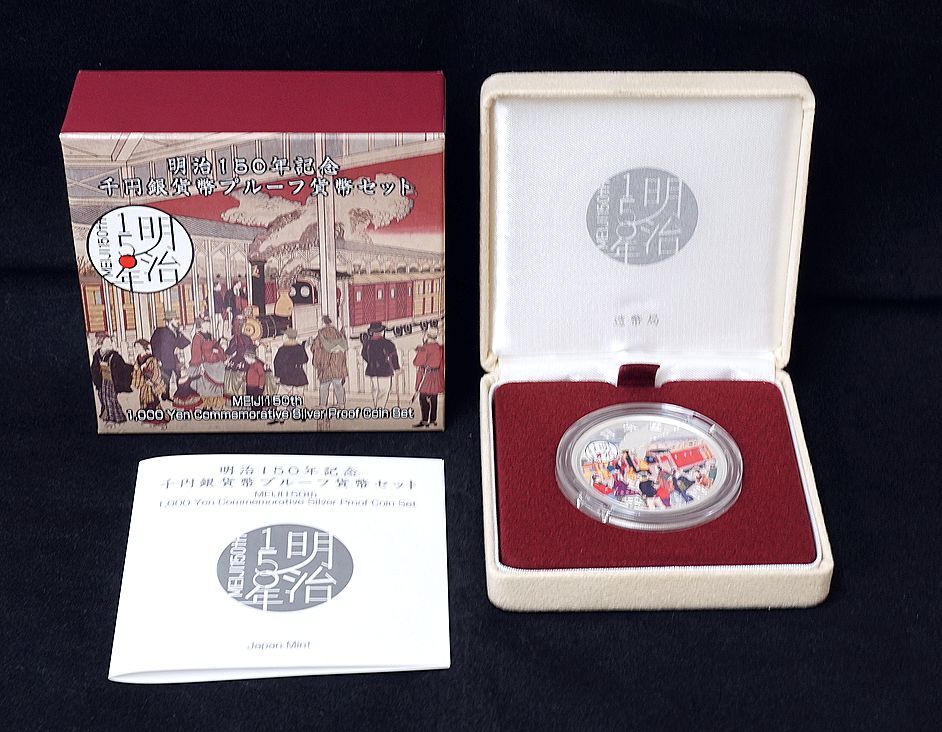 明治150年記念
千円銀貨幣プルーフ貨幣セット
明治
150年
MEIJI150th
MEIJI150th
1,000 Yen Commemorative Silver Proof Coin Set
明治150年記念
千円銀貨幣プルーフ貨幣セット
MEIJI150th
1,000 Yen Commemorative Silver Proof Coin Set
明治
150年
MEIJI150th
Japan Mint
明治
150年
MEIJI150th
造幣局